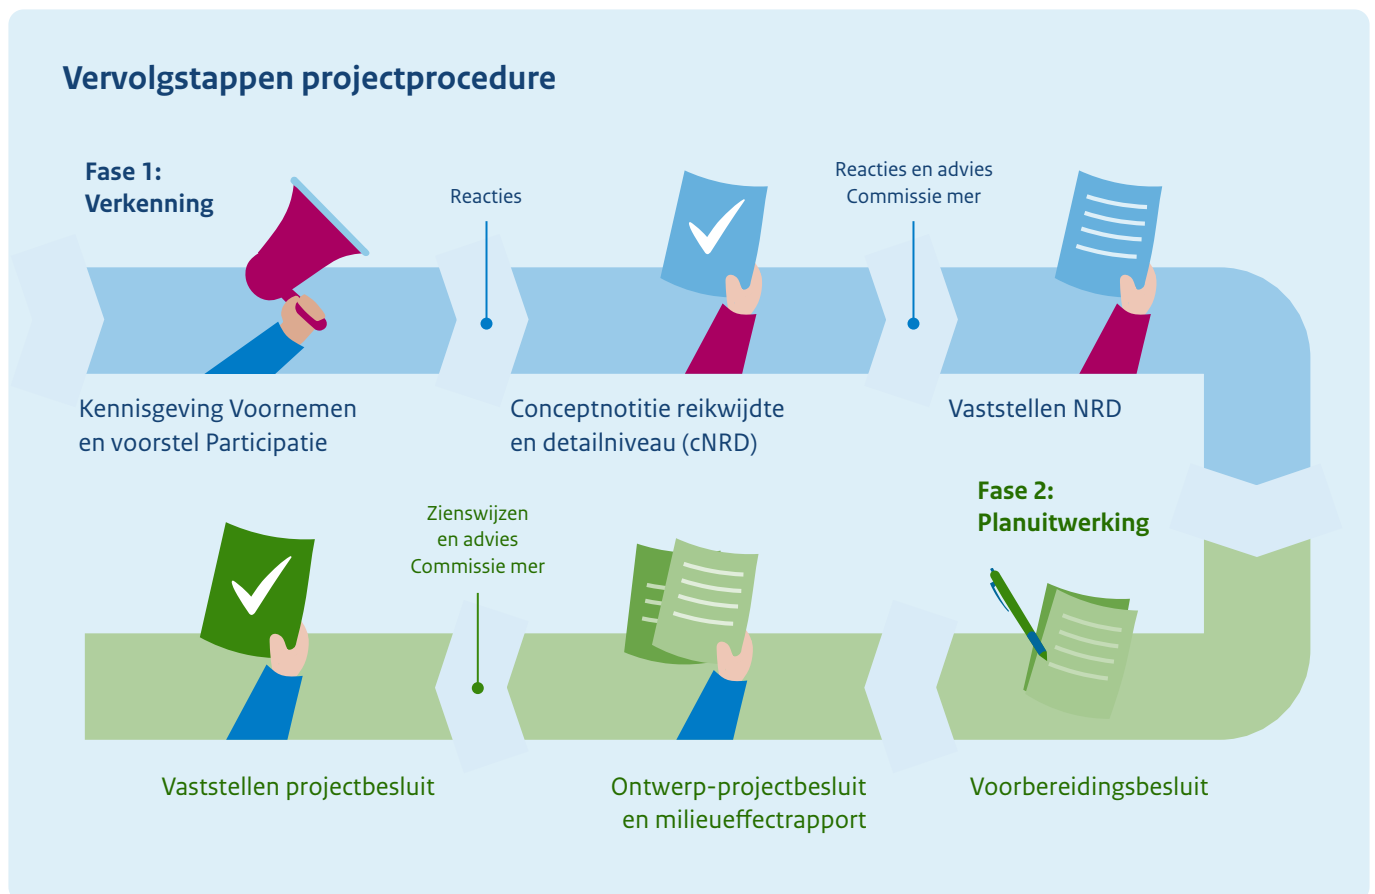 Vervolgstappen projectprocedure
Fase 1:
Verkenning
Reacties
Reacties en advies
Commissie mer
Kennisgeving Voornemen
en voorstel Participatie
Conceptnotitie reikwijdte
en detailniveau (cNRD)
Vaststellen NRD
Fase 2:
Planuitwerking
Voorbereidingsbesluit
Ontwerp-projectbesluit
en milieueffectrapport
Zienswijzen
en advies
Commissie mer
Vaststellen projectbesluit